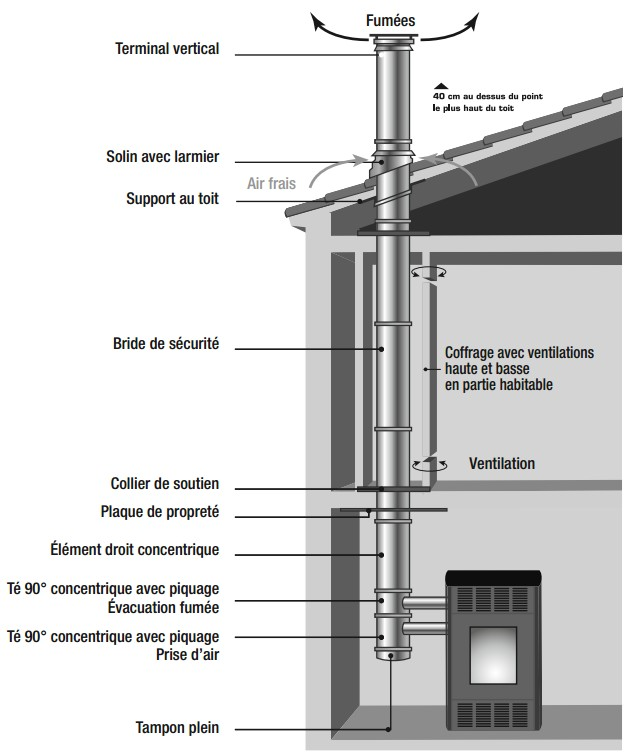 Fumées
Terminal vertical
40 cm au dessus du point
le plus haut du toit
Solin avec larmier
Air frais
Support au toit
Bride de sécurité
Coffrage avec ventilations
haute et basse
en partie habitable
Ventilation
Collier de soutien
Plaque de propreté
Élément droit concentrique
Té 90° concentrique avec piquage
Évacuation fumée
Té 90° concentrique avec piquage
Prise d'air
Tampon plein